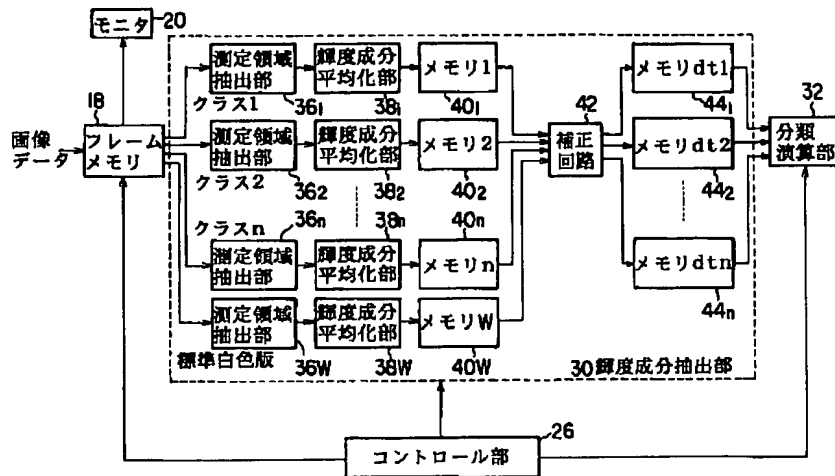 モニタ
20
画像
データ
18
フレーム
メモリ
測定領域
抽出部
クラス1
36₁
輝度成分
平均化部
38₁
メモリ1
40₁
測定領域
抽出部
クラス2
36₂
輝度成分
平均化部
38₂
メモリ2
40₂
クラスn
36n
測定領域
抽出部
38n
輝度成分
平均化部
40n
メモリn
測定領域
抽出部
標準白色版
36W
輝度成分
平均化部
38W
メモリW
40W
42
補正
回路
メモリdt1
44₁
メモリdt2
44₂
メモリdtn
44n
32
分類
演算部
30 輝度成分抽出部
コントロール部
26